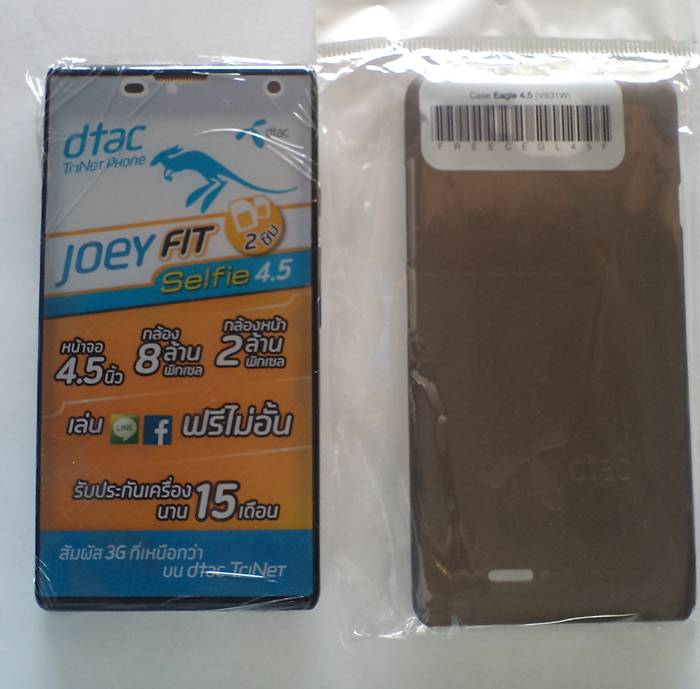 dtac
TriNet Phone
dtac
JOEY FIT
2 ซิม
Selfie 4.5
หน้าจอ
4.5 นิ้ว
กล้อง
8 ล้าน
พิกเซล
กล้องหน้า
2 ล้าน
พิกเซล
เล่น LINE f ฟรีไม่อั้น
รับประกันเครื่อง
นาน 15 เดือน
สัมผัส 3G ที่เหนือกว่า
บน dtac TriNet
Case Eagle 4.5 (V831W)
FREECEGL45F
dtac